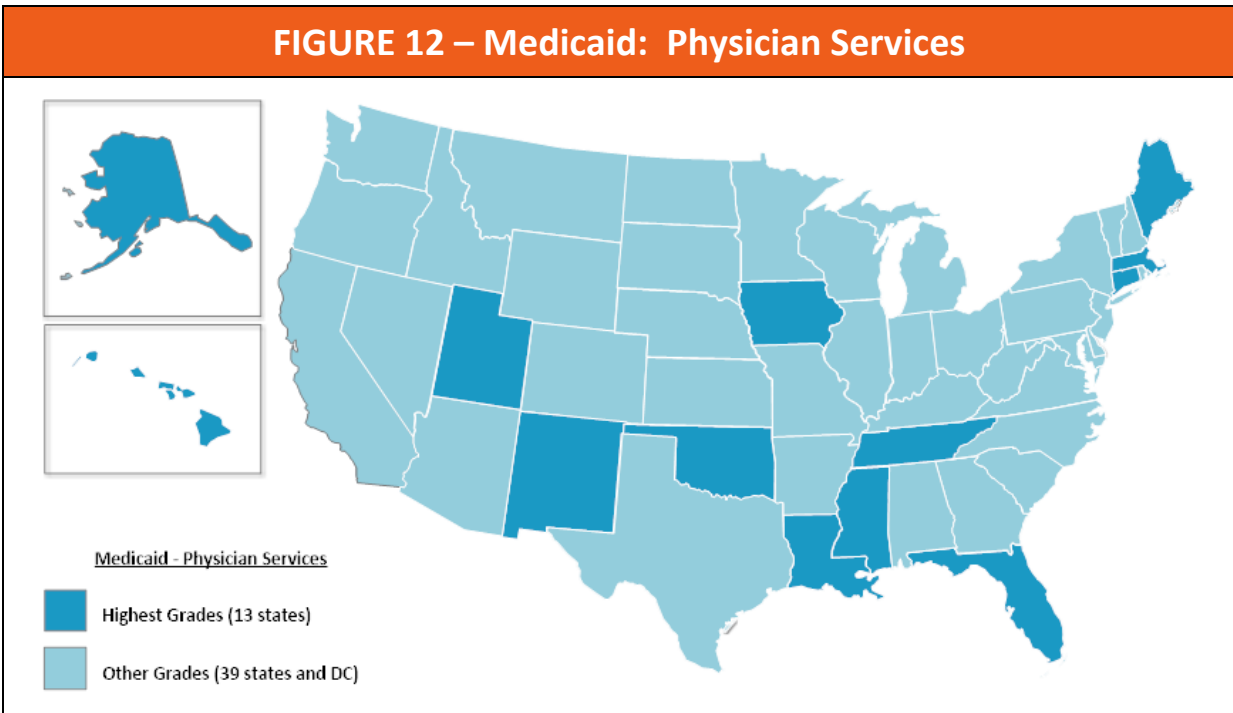 FIGURE 12 – Medicaid: Physician Services
Medicaid - Physician Services
Highest Grades (13 states)
Other Grades (39 states and DC)